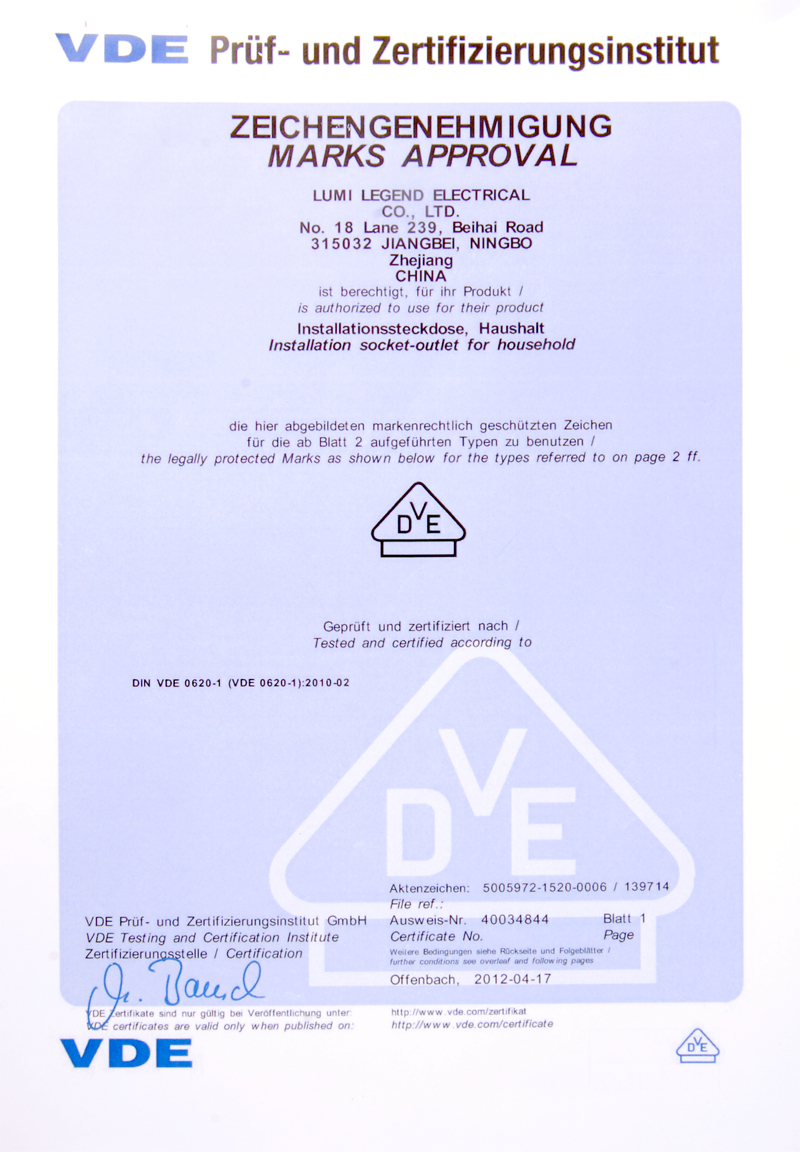 VDE Prüf- und Zertifizierungsinstitut
ZEICHENGENEHMIGUNG
MARKS APPROVAL
LUMI LEGEND ELECTRICAL
CO., LTD.
No. 18 Lane 239, Beihai Road
315032 JIANGBEI, NINGBO
Zhejiang
CHINA
ist berechtigt, für ihr Produkt /
is authorized to use for their product
Installationssteckdose, Haushalt
Installation socket-outlet for household
die hier abgebildeten markenrechtlich geschützten Zeichen
für die ab Blatt 2 aufgeführten Typen zu benutzen /
the legally protected Marks as shown below for the types referred to on page 2 ff.
DVE
Geprüft und zertifiziert nach /
Tested and certified according to
DIN VDE 0620-1 (VDE 0620-1):2010-02
DVE
Aktenzeichen: 5005972-1520-0006 / 139714
File ref.:
VDE Prüf- und Zertifizierungsinstitut GmbH
VDE Testing and Certification Institute
Zertifizierungsstelle / Certification
Ausweis-Nr. 40034844 Blatt 1
Certificate No. Page
Weitere Bedingungen siehe Rückseite und Folgeblätter /
further conditions see overleaf and following pages
Offenbach, 2012-04-17
VDE Zertifikate sind nur gültig bei Veröffentlichung unter:
VDE certificates are valid only when published on:
http://www.vde.com/zertifikat
http://www.vde.com/certificate
VDE
DVE